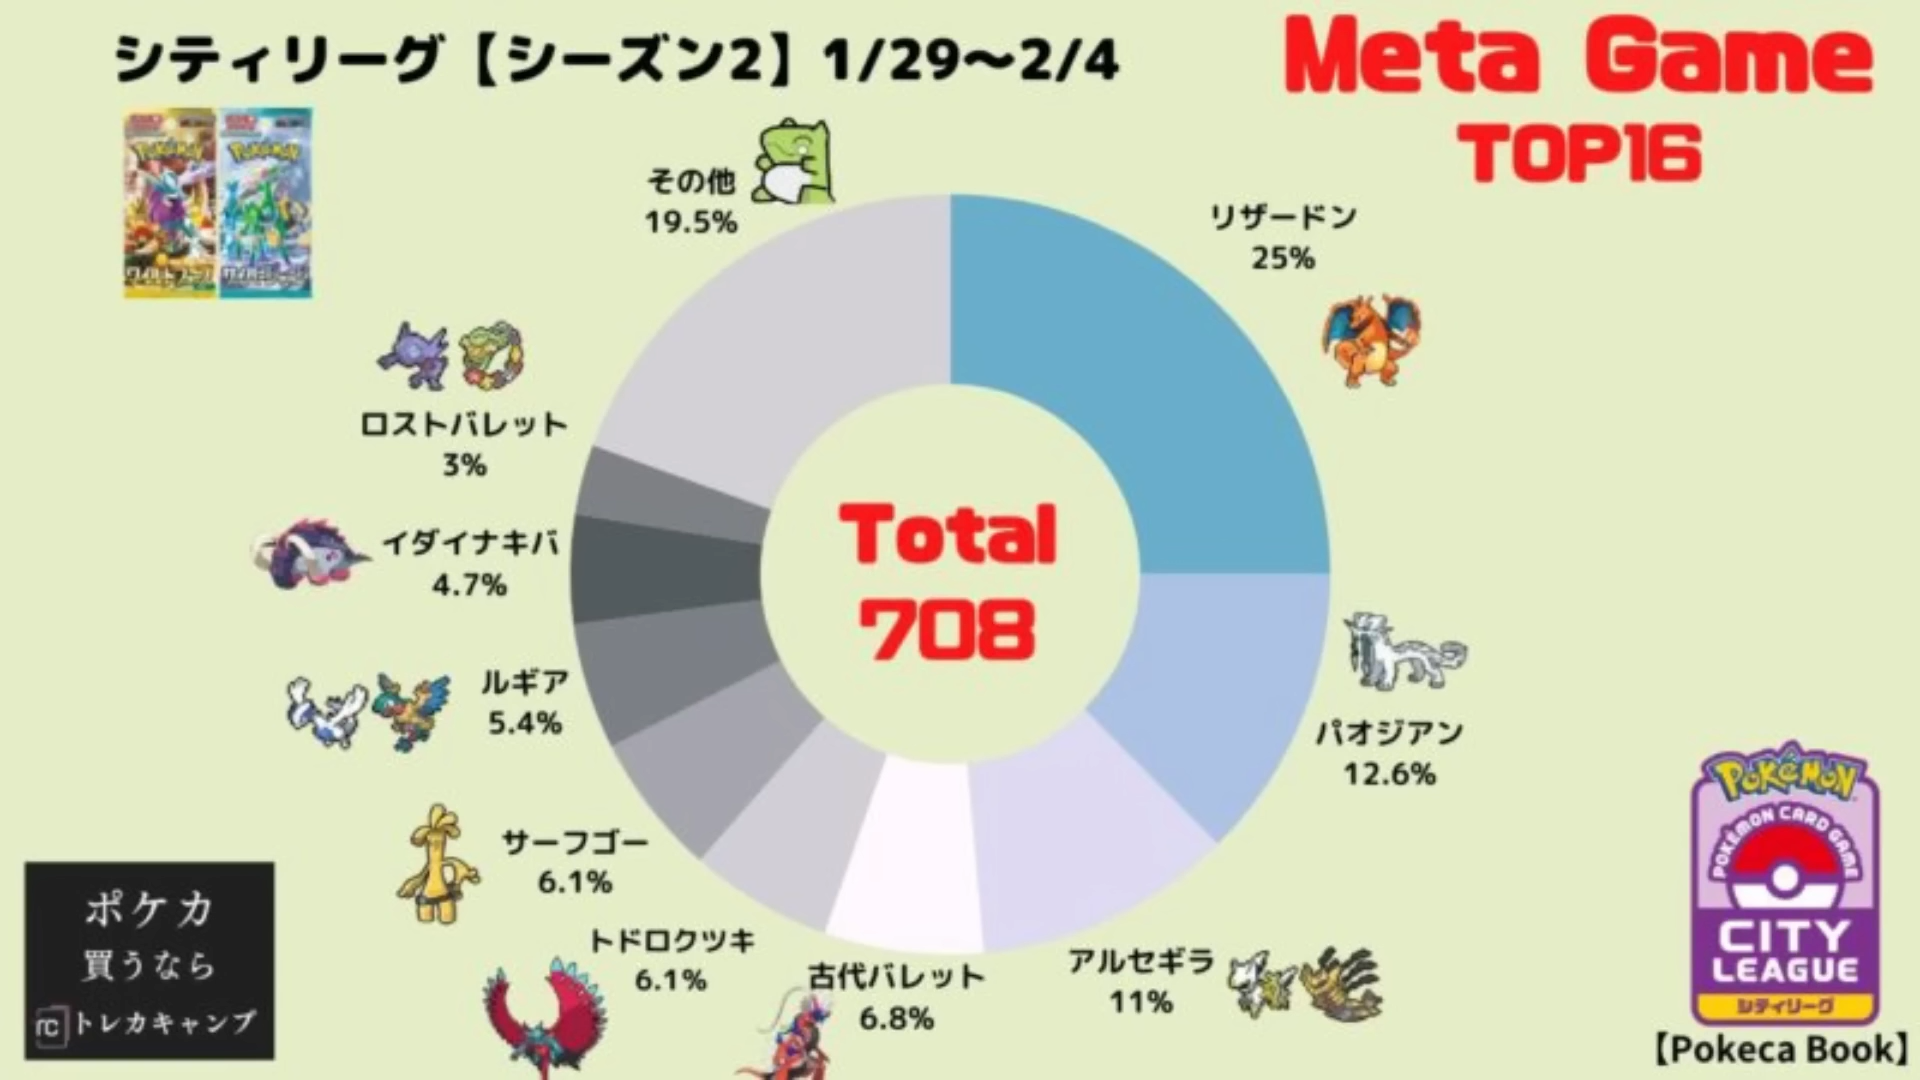 シティリーグ【シーズン2】1/29〜2/4
Meta Game
TOP16
Pokémon
Pokémon
その他
19.5%
リザードン
25%
ロストバレット
3%
イダイナキバ
4.7%
ルギア
5.4%
サーフゴー
6.1%
トドロクツキ
6.1%
古代バレット
6.8%
アルセギラ
11%
パオジアン
12.6%
Total
708
ポケカ
買うなら
rc トレカキャンプ
POKÉMON
POKÉMON CARD GAME
CITY
LEAGUE
シティリーグ
【Pokeca Book】